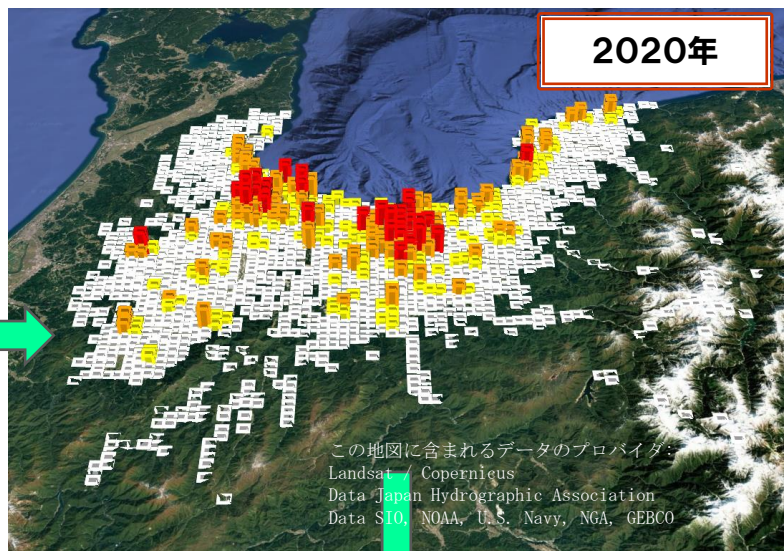 2020年
この地図に含まれるデータのプロバイダ:
Landsat / Copernicus
Data Japan Hydrographic Association
Data SIO, NOAA, U.S. Navy, NGA, GEBCO